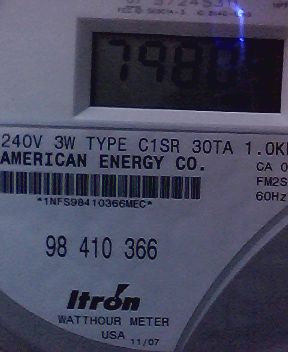 240V 3W TYPE C1SR 30TA 1.0K
AMERICAN ENERGY CO.
CA 0
FM2S
60Hz
*1NFS98410366MEC*
98 410 366
Itron
WATTHOUR METER
USA 11/07